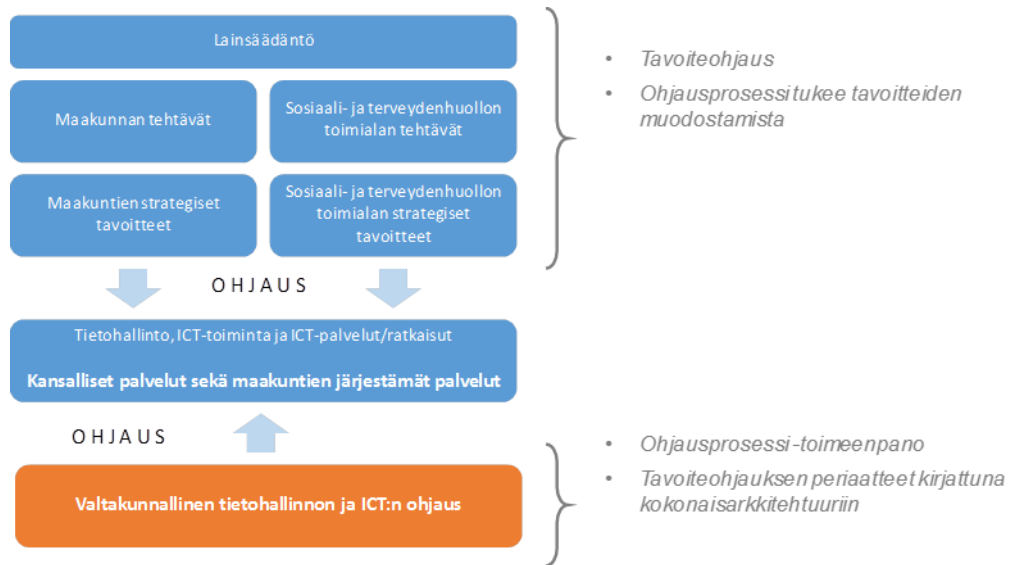 Lainsäädäntö
Maakunnan tehtävät
Sosiaali- ja terveydenhuollon
toimialan tehtävät
Maakuntien strategiset
tavoitteet
Sosiaali- ja terveydenhuollon
toimialan strategiset
tavoitteet
• Tavoiteohjaus
• Ohjausprosessi tukee tavoitteiden
muodostamista
OHJAUS
Tietohallinto, ICT-toiminta ja ICT-palvelut/ratkaisut
Kansalliset palvelut sekä maakuntien järjestämät palvelut
OHJAUS
Valtakunnallinen tietohallinnon ja ICT:n ohjaus
• Ohjausprosessi -toimeenpano
• Tavoiteohjauksen periaatteet kirjattuna
kokonaisarkkitehtuuriin